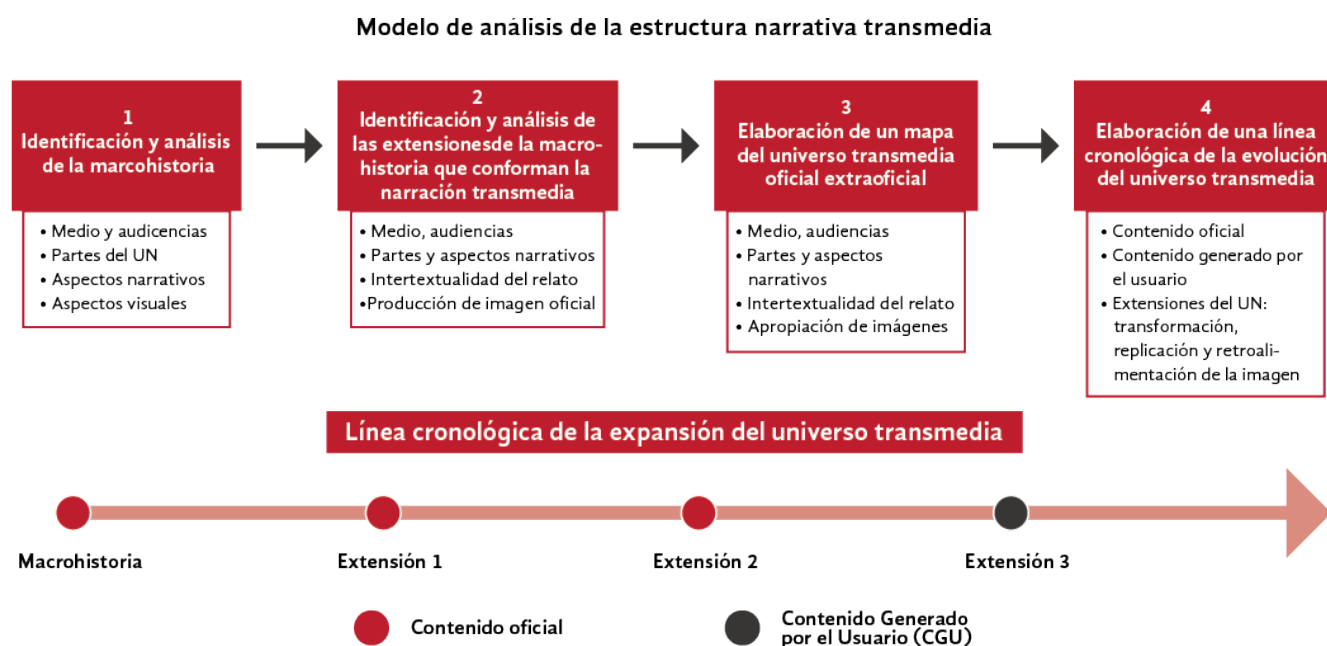 Modelo de análisis de la estructura narrativa transmedia
1
Identificación y análisis
de la marcohistoria
• Medio y audicencias
• Partes del UN
• Aspectos narrativos
• Aspectos visuales
2
Identificación y análisis de
las extensionesde la macro-
historia que conforman la
narración transmedia
• Medio, audiencias
• Partes y aspectos narrativos
• Intertextualidad del relato
•Producción de imagen oficial
3
Elaboración de un mapa
del universo transmedia
oficial extraoficial
• Medio, audiencias
• Partes y aspectos
narrativos
• Intertextualidad del relato
• Apropiación de imágenes
4
Elaboración de una línea
cronológica de la evolución
del universo transmedia
• Contenido oficial
• Contenido generado por
el usuario
• Extensiones del UN:
transformación,
replicación y retroali-
mentación de la imagen
Línea cronológica de la expansión del universo transmedia
Macrohistoria
Extensión 1
Extensión 2
Extensión 3
Contenido oficial
Contenido Generado
por el Usuario (CGU)